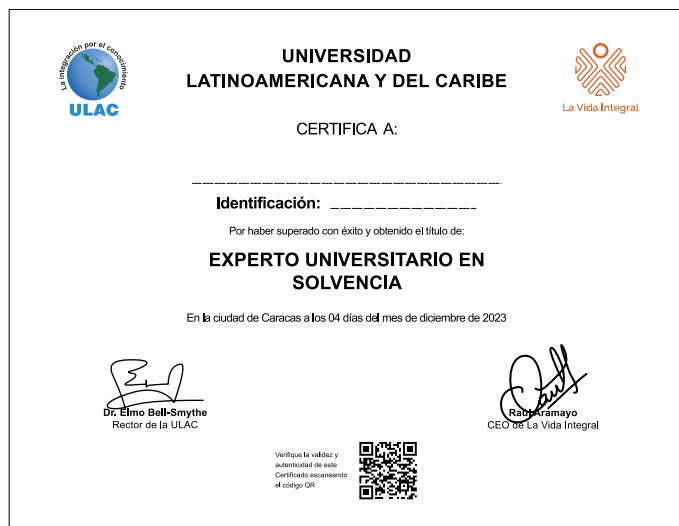 La integración por el conocimiento
ULAC
UNIVERSIDAD
LATINOAMERICANA Y DEL CARIBE
La Vida Integral
CERTIFICA A:
Identificación:
Por haber superado con éxito y obtenido el título de:
EXPERTO UNIVERSITARIO EN
SOLVENCIA
En la ciudad de Caracas a los 04 días del mes de diciembre de 2023
Dr. Elmo Bell-Smythe
Rector de la ULAC
Raúl Aramayo
CEO de La Vida Integral
Verifique la validez y
autenticidad de este
Certificado escaneando
el código QR